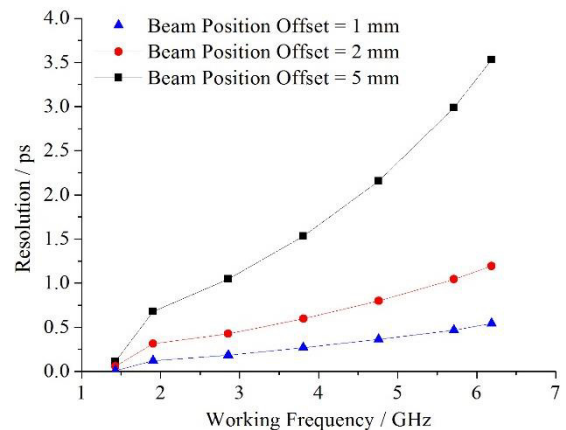 4.0
3.5
3.0
2.5
2.0
1.5
1.0
0.5
0.0
Resolution / ps
Beam Position Offset = 1 mm
Beam Position Offset = 2 mm
Beam Position Offset = 5 mm
1 2 3 4 5 6 7
Working Frequency / GHz